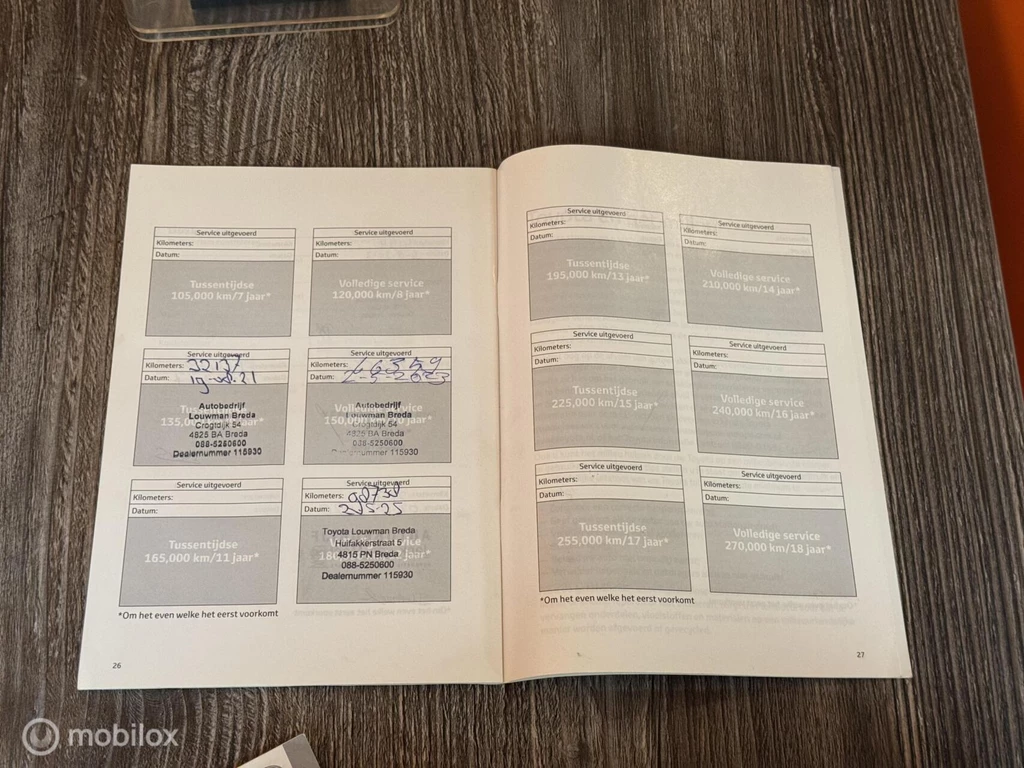 Service uitgevoerd
Kilometers:
Datum:
Tussentijdse
105,000 km/7 jaar*
Service uitgevoerd
Kilometers:
Datum:
Volledige service
120,000 km/8 jaar*
Service uitgevoerd
Kilometers:
Datum:
Autobedrijf
Louwman Breda
Crogtdijk 54
4825 BA Breda
088-5250600
Dealernummer 115930
Service uitgevoerd
Kilometers: 66359
Datum: 2-5-2023
Autobedrijf
Louwman Breda
Crogtdijk 54
4825 BA Breda
088-5250600
Dealernummer 115930
Service uitgevoerd
Kilometers:
Datum:
Tussentijdse
165,000 km/11 jaar*
Service uitgevoerd
Kilometers: 90738
Datum:
Toyota Louwman Breda
Huifakkerstraat 5
4815 PN Breda
088-5250600
Dealernummer 115930
*Om het even welke het eerst voorkomt
26
Service uitgevoerd
Kilometers:
Datum:
Tussentijdse
195,000 km/13 jaar*
Service uitgevoerd
Kilometers:
Datum:
Volledige service
210,000 km/14 jaar*
Service uitgevoerd
Kilometers:
Datum:
Tussentijdse
225,000 km/15 jaar*
Service uitgevoerd
Kilometers:
Datum:
Volledige service
240,000 km/16 jaar*
Service uitgevoerd
Kilometers:
Datum:
Tussentijdse
255,000 km/17 jaar*
Service uitgevoerd
Kilometers:
Datum:
Volledige service
270,000 km/18 jaar*
*Om het even welke het eerst voorkomt
27
mobilox